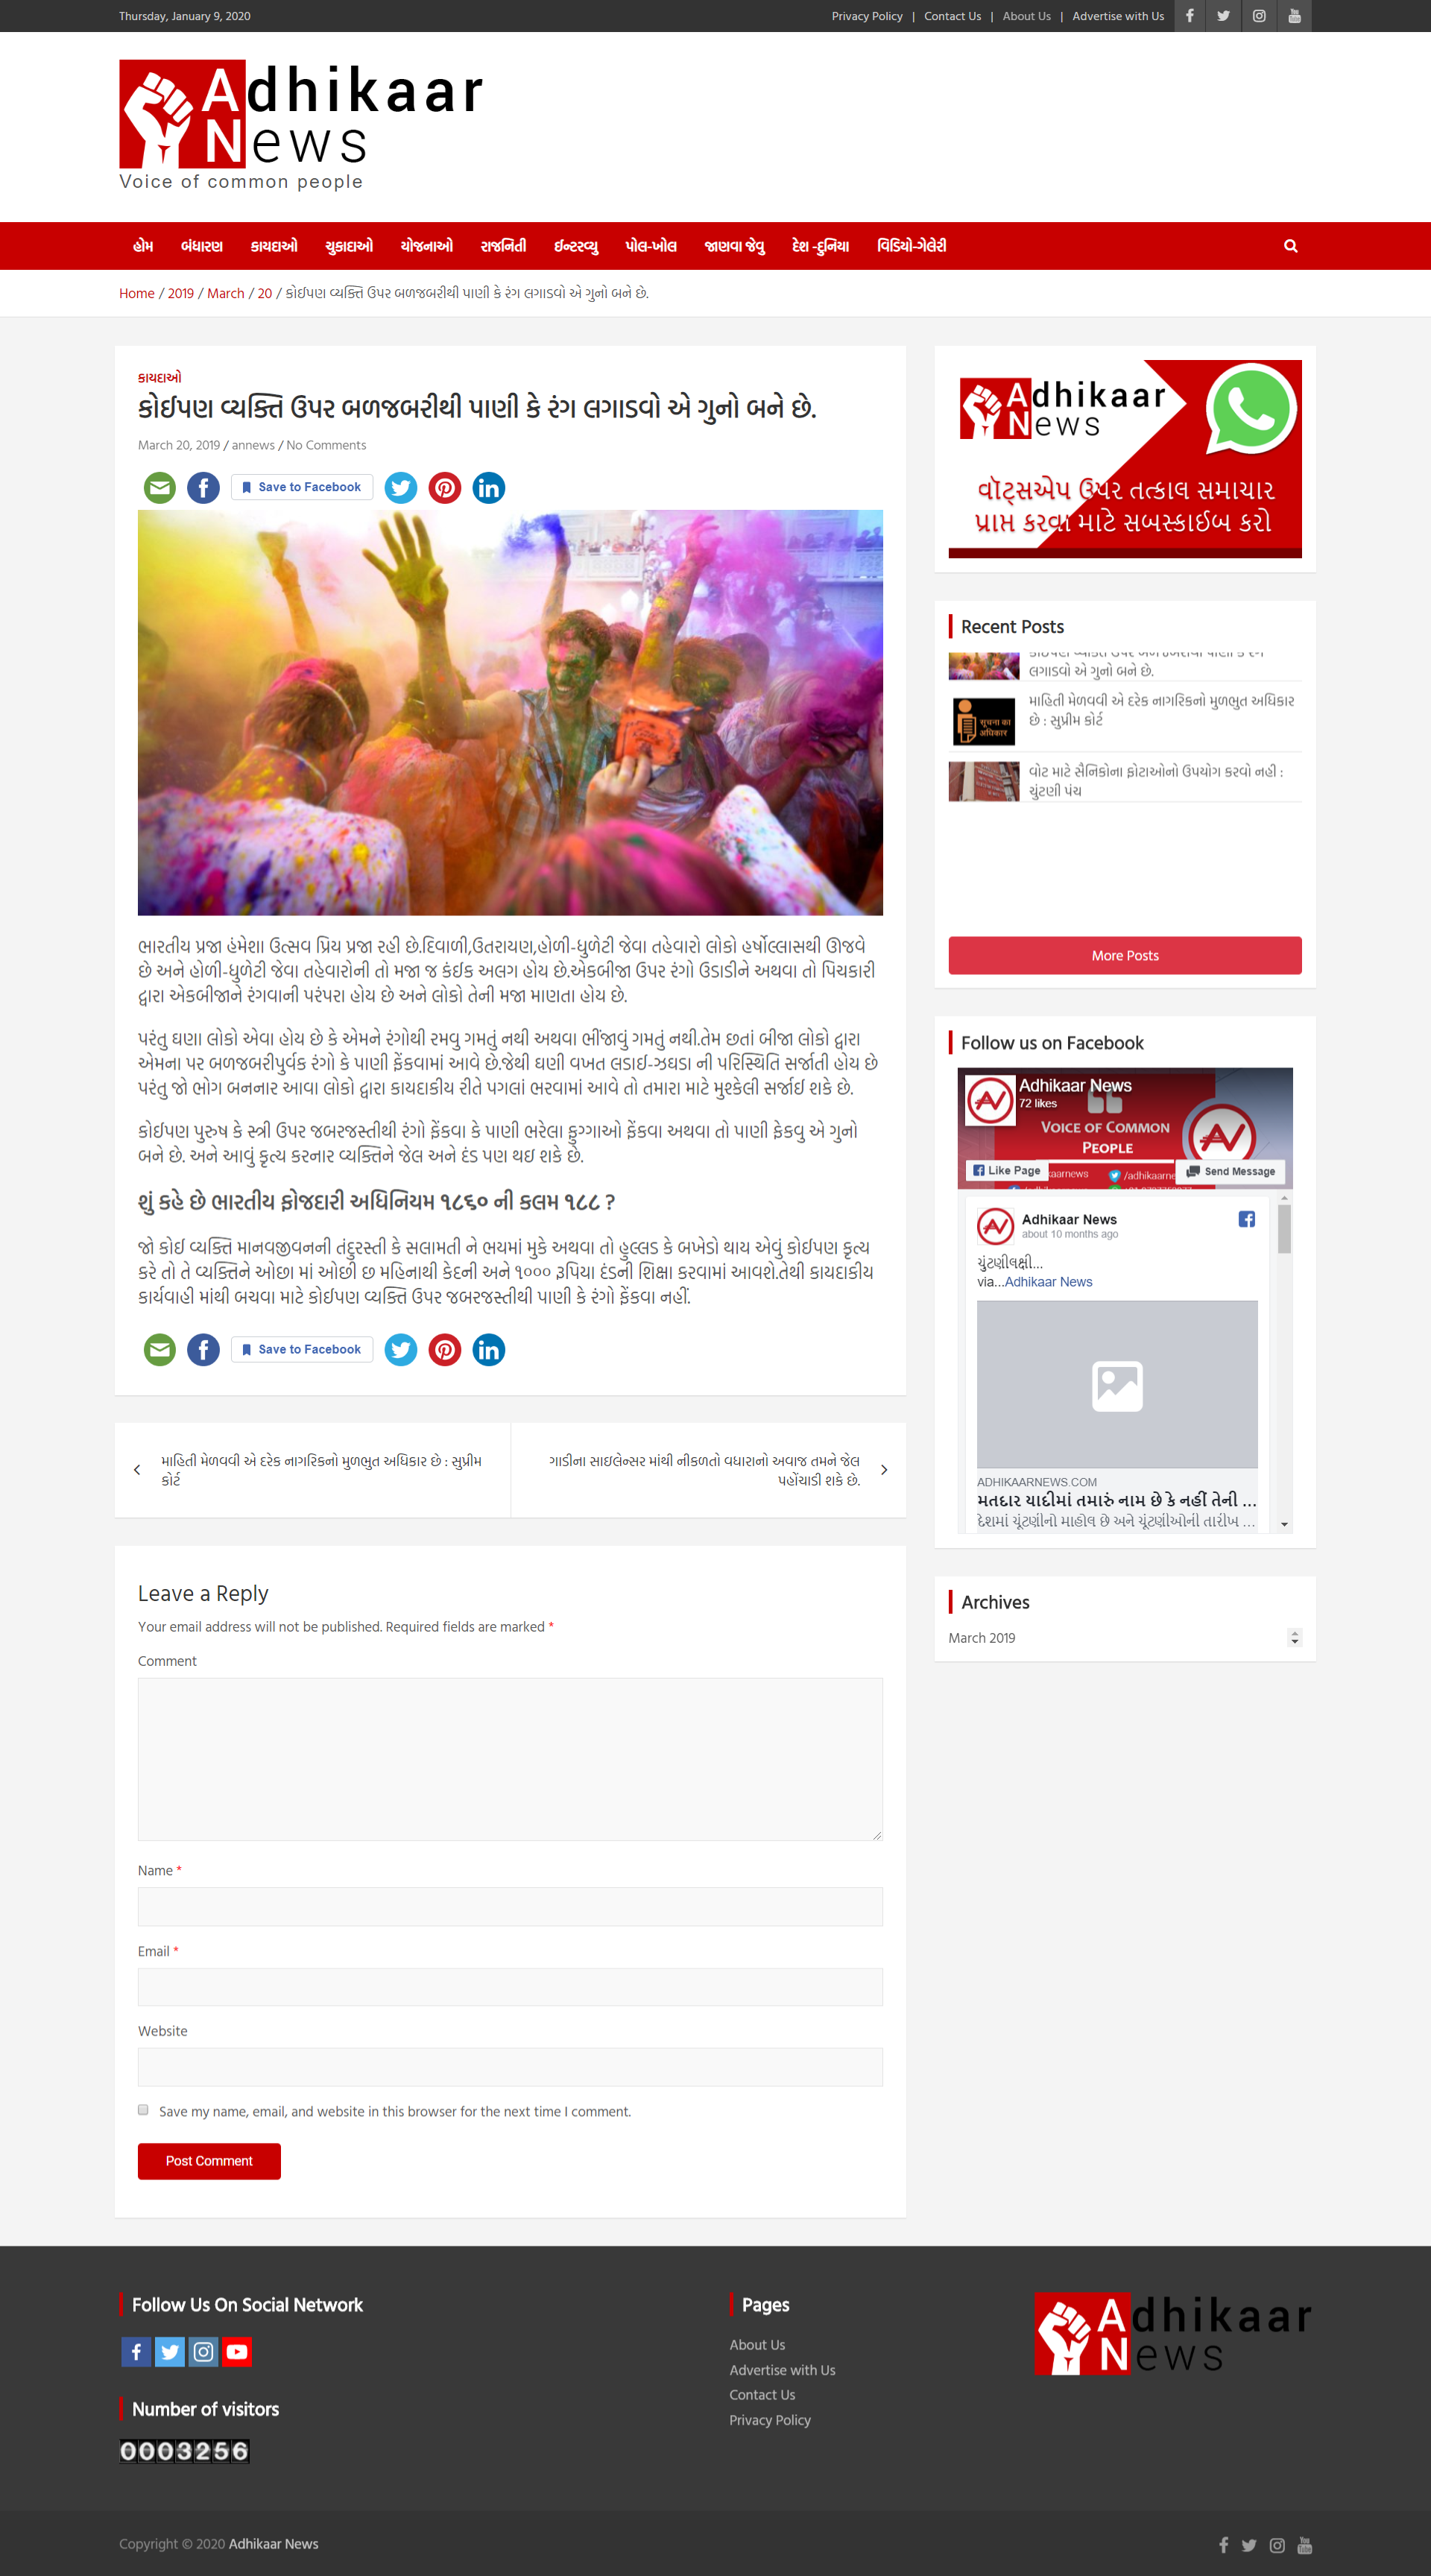 Thursday, January 9, 2020
Privacy Policy | Contact Us | About Us | Advertise with Us
Adhikaar
News
Voice of common people
હોમ બંધારણ કાયદાઓ ચુકાદાઓ યોજનાઓ રાજનિતી ઈન્ટરવ્યુ પોલ-ખોલ જાણવા જેવુ દેશ -દુનિયા વિડિયો-ગેલેરી
Home / 2019 / March / 20 / કોઈપણ વ્યક્તિ ઉપર બળજબરીથી પાણી કે રંગ લગાડવો એ ગુનો બને છે.
કાયદાઓ
કોઈપણ વ્યક્તિ ઉપર બળજબરીથી પાણી કે રંગ લગાડવો એ ગુનો બને છે.
March 20, 2019 / annews / No Comments
Save to Facebook
ભારતીય પ્રજા હંમેશા ઉત્સવ પ્રિય પ્રજા રહી છે.દિવાળી,ઉતરાયણ,હોળી-ધુળેટી જેવા તહેવારો લોકો હર્ષોલ્લાસથી ઊજવે
છે અને હોળી-ધુળેટી જેવા તહેવારોની તો મજા જ કંઈક અલગ હોય છે.એકબીજા ઉપર રંગો ઉડાડીને અથવા તો પિચકારી
દ્વારા એકબીજાને રંગવાની પરંપરા હોય છે અને લોકો તેની મજા માણતા હોય છે.
પરંતુ ઘણા લોકો એવા હોય છે કે એમને રંગોથી રમવુ ગમતું નથી અથવા ભીંજાવું ગમતું નથી.તેમ છતાં બીજા લોકો દ્વારા
એમના પર બળજબરીપુર્વક રંગો કે પાણી ફેંકવામાં આવે છે.જેથી ઘણી વખત લડાઈ-ઝઘડા ની પરિસ્થિતિ સર્જાતી હોય છે
પરંતુ જો ભોગ બનનાર આવા લોકો દ્વારા કાયદાકીય રીતે પગલાં ભરવામાં આવે તો તમારા માટે મુશ્કેલી સર્જાઈ શકે છે.
કોઈપણ પુરુષ કે સ્ત્રી ઉપર જબરજસ્તીથી રંગો ફેંકવા કે પાણી ભરેલા ફુગ્ગાઓ ફેંકવા અથવા તો પાણી ફેકવુ એ ગુનો
બને છે. અને આવું કૃત્ય કરનાર વ્યક્તિને જેલ અને દંડ પણ થઇ શકે છે.
શું કહે છે ભારતીય ફોજદારી અધિનિયમ ૧૮૬૦ ની કલમ ૧૮૮ ?
જો કોઈ વ્યક્તિ માનવજીવનની તંદુરસ્તી કે સલામતી ને ભયમાં મુકે અથવા તો હુલ્લડ કે બખેડો થાય એવું કોઈપણ કૃત્ય
કરે તો તે વ્યક્તિને ઓછા માં ઓછી છ મહિનાથી કેદની અને ૧૦૦૦ રૂપિયા દંડની શિક્ષા કરવામાં આવશે.તેથી કાયદાકીય
કાર્યવાહી માંથી બચવા માટે કોઈપણ વ્યક્તિ ઉપર જબરજસ્તીથી પાણી કે રંગો ફેંકવા નહીં.
Save to Facebook
માહિતી મેળવવી એ દરેક નાગરિકનો મુળભુત અધિકાર છે : સુપ્રીમ
કોર્ટ
ગાડીના સાઇલેન્સર માંથી નીકળતો વધારાનો અવાજ તમને જેલ
પહોંચાડી શકે છે.
Leave a Reply
Your email address will not be published. Required fields are marked *
Comment
Name *
Email *
Website
Save my name, email, and website in this browser for the next time I comment.
Post Comment
Adhikaar
News
વૉટ્સએપ ઉપર તત્કાલ સમાચાર
પ્રાપ્ત કરવા માટે સબસ્ક્રાઈબ કરો
Recent Posts
લગાડવો એ ગુનો બને છે.
सूचना का
अधिकार
માહિતી મેળવવી એ દરેક નાગરિકનો મુળભુત અધિકાર
છે : સુપ્રીમ કોર્ટ
વોટ માટે સૈનિકોના ફોટાઓનો ઉપયોગ કરવો નહી :
ચુંટણી પંચ
More Posts
Follow us on Facebook
Adhikaar News
72 likes
Voice of Common
People
Like Page
Send Message
Adhikaar News
about 10 months ago
ચુંટણીલક્ષી...
via...Adhikaar News
ADHIKAARNEWS.COM
મતદાર યાદીમાં તમારું નામ છે કે નહીં તેની ...
દેશમાં ચૂંટણીનો માહોલ છે અને ચૂંટણીઓની તારીખ ...
Archives
March 2019
Follow Us On Social Network
Number of visitors
0003256
Pages
About Us
Advertise with Us
Contact Us
Privacy Policy
Adhikaar
News
Copyright © 2020 Adhikaar News